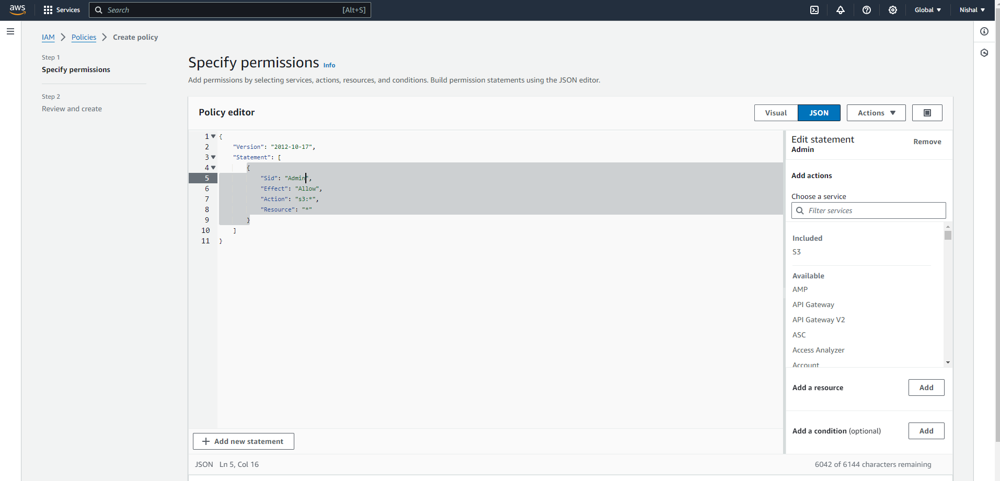 aws
Services
Search
[Alt+S]
Global
Nishal
IAM
Policies
Create policy
Step 1
Specify permissions
Step 2
Review and create
Specify permissions Info
Add permissions by selecting services, actions, resources, and conditions. Build permission statements using the JSON editor.
Policy editor
Visual
JSON
Actions
1 {
2 "Version": "2012-10-17",
3 "Statement": [
4 {
5 "Sid": "Admin",
6 "Effect": "Allow",
7 "Action": "s3:*",
8 "Resource": "*"
9 }
10 ]
11 }
Add new statement
JSON Ln 5, Col 16
6042 of 6144 characters remaining
Edit statement
Admin
Remove
Add actions
Choose a service
Filter services
Included
S3
Available
AMP
API Gateway
API Gateway V2
ASC
Access Analyzer
Account
Add a resource
Add
Add a condition (optional)
Add